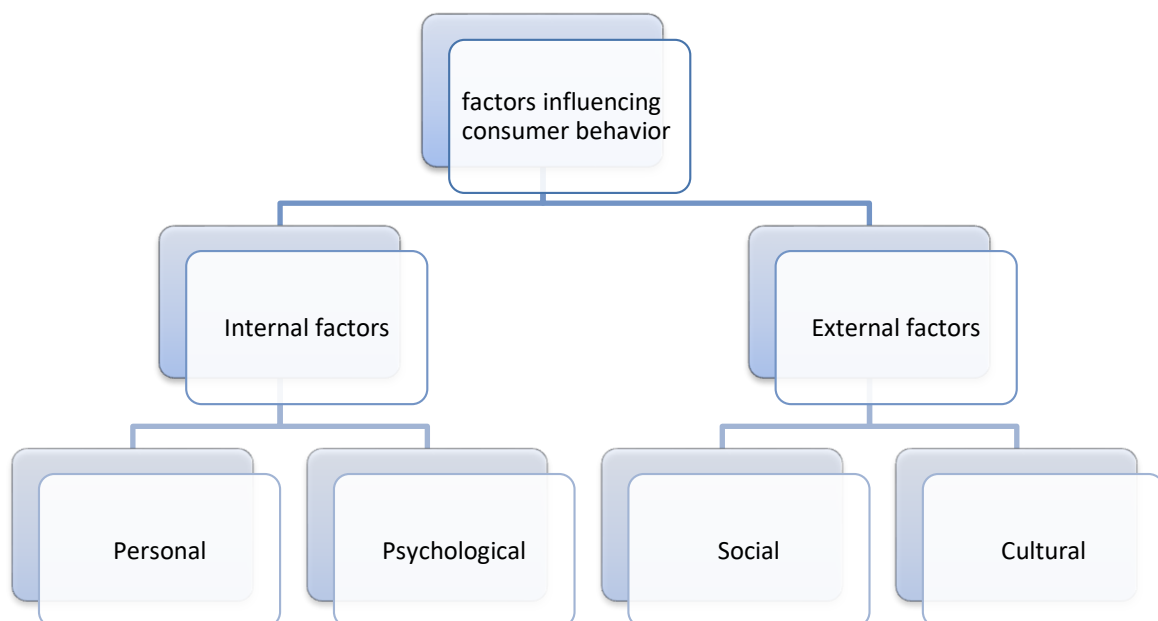 factors influencing
consumer behavior
Internal factors
External factors
Personal
Psychological
Social
Cultural